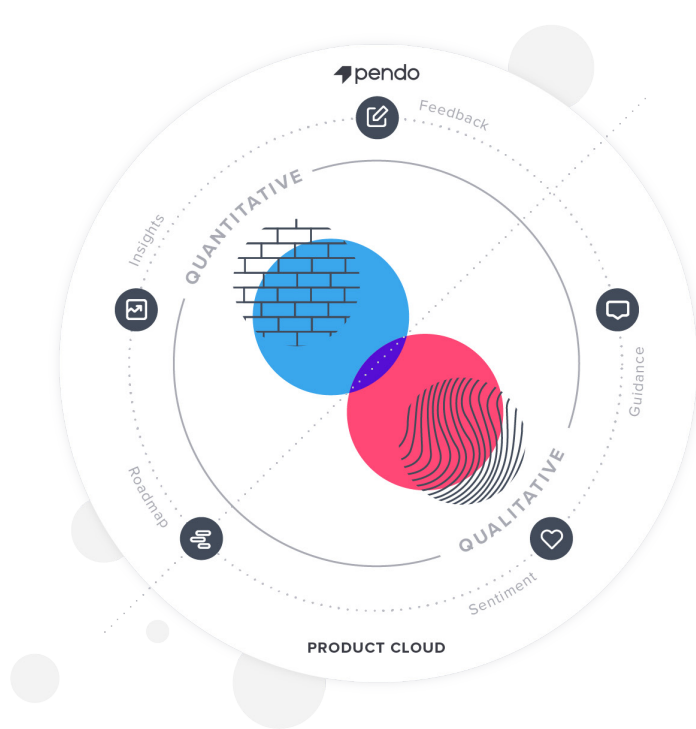 pendo
Feedback
QUANTITATIVE
Insights
Guidance
QUALITATIVE
Roadmap
Sentiment
PRODUCT CLOUD